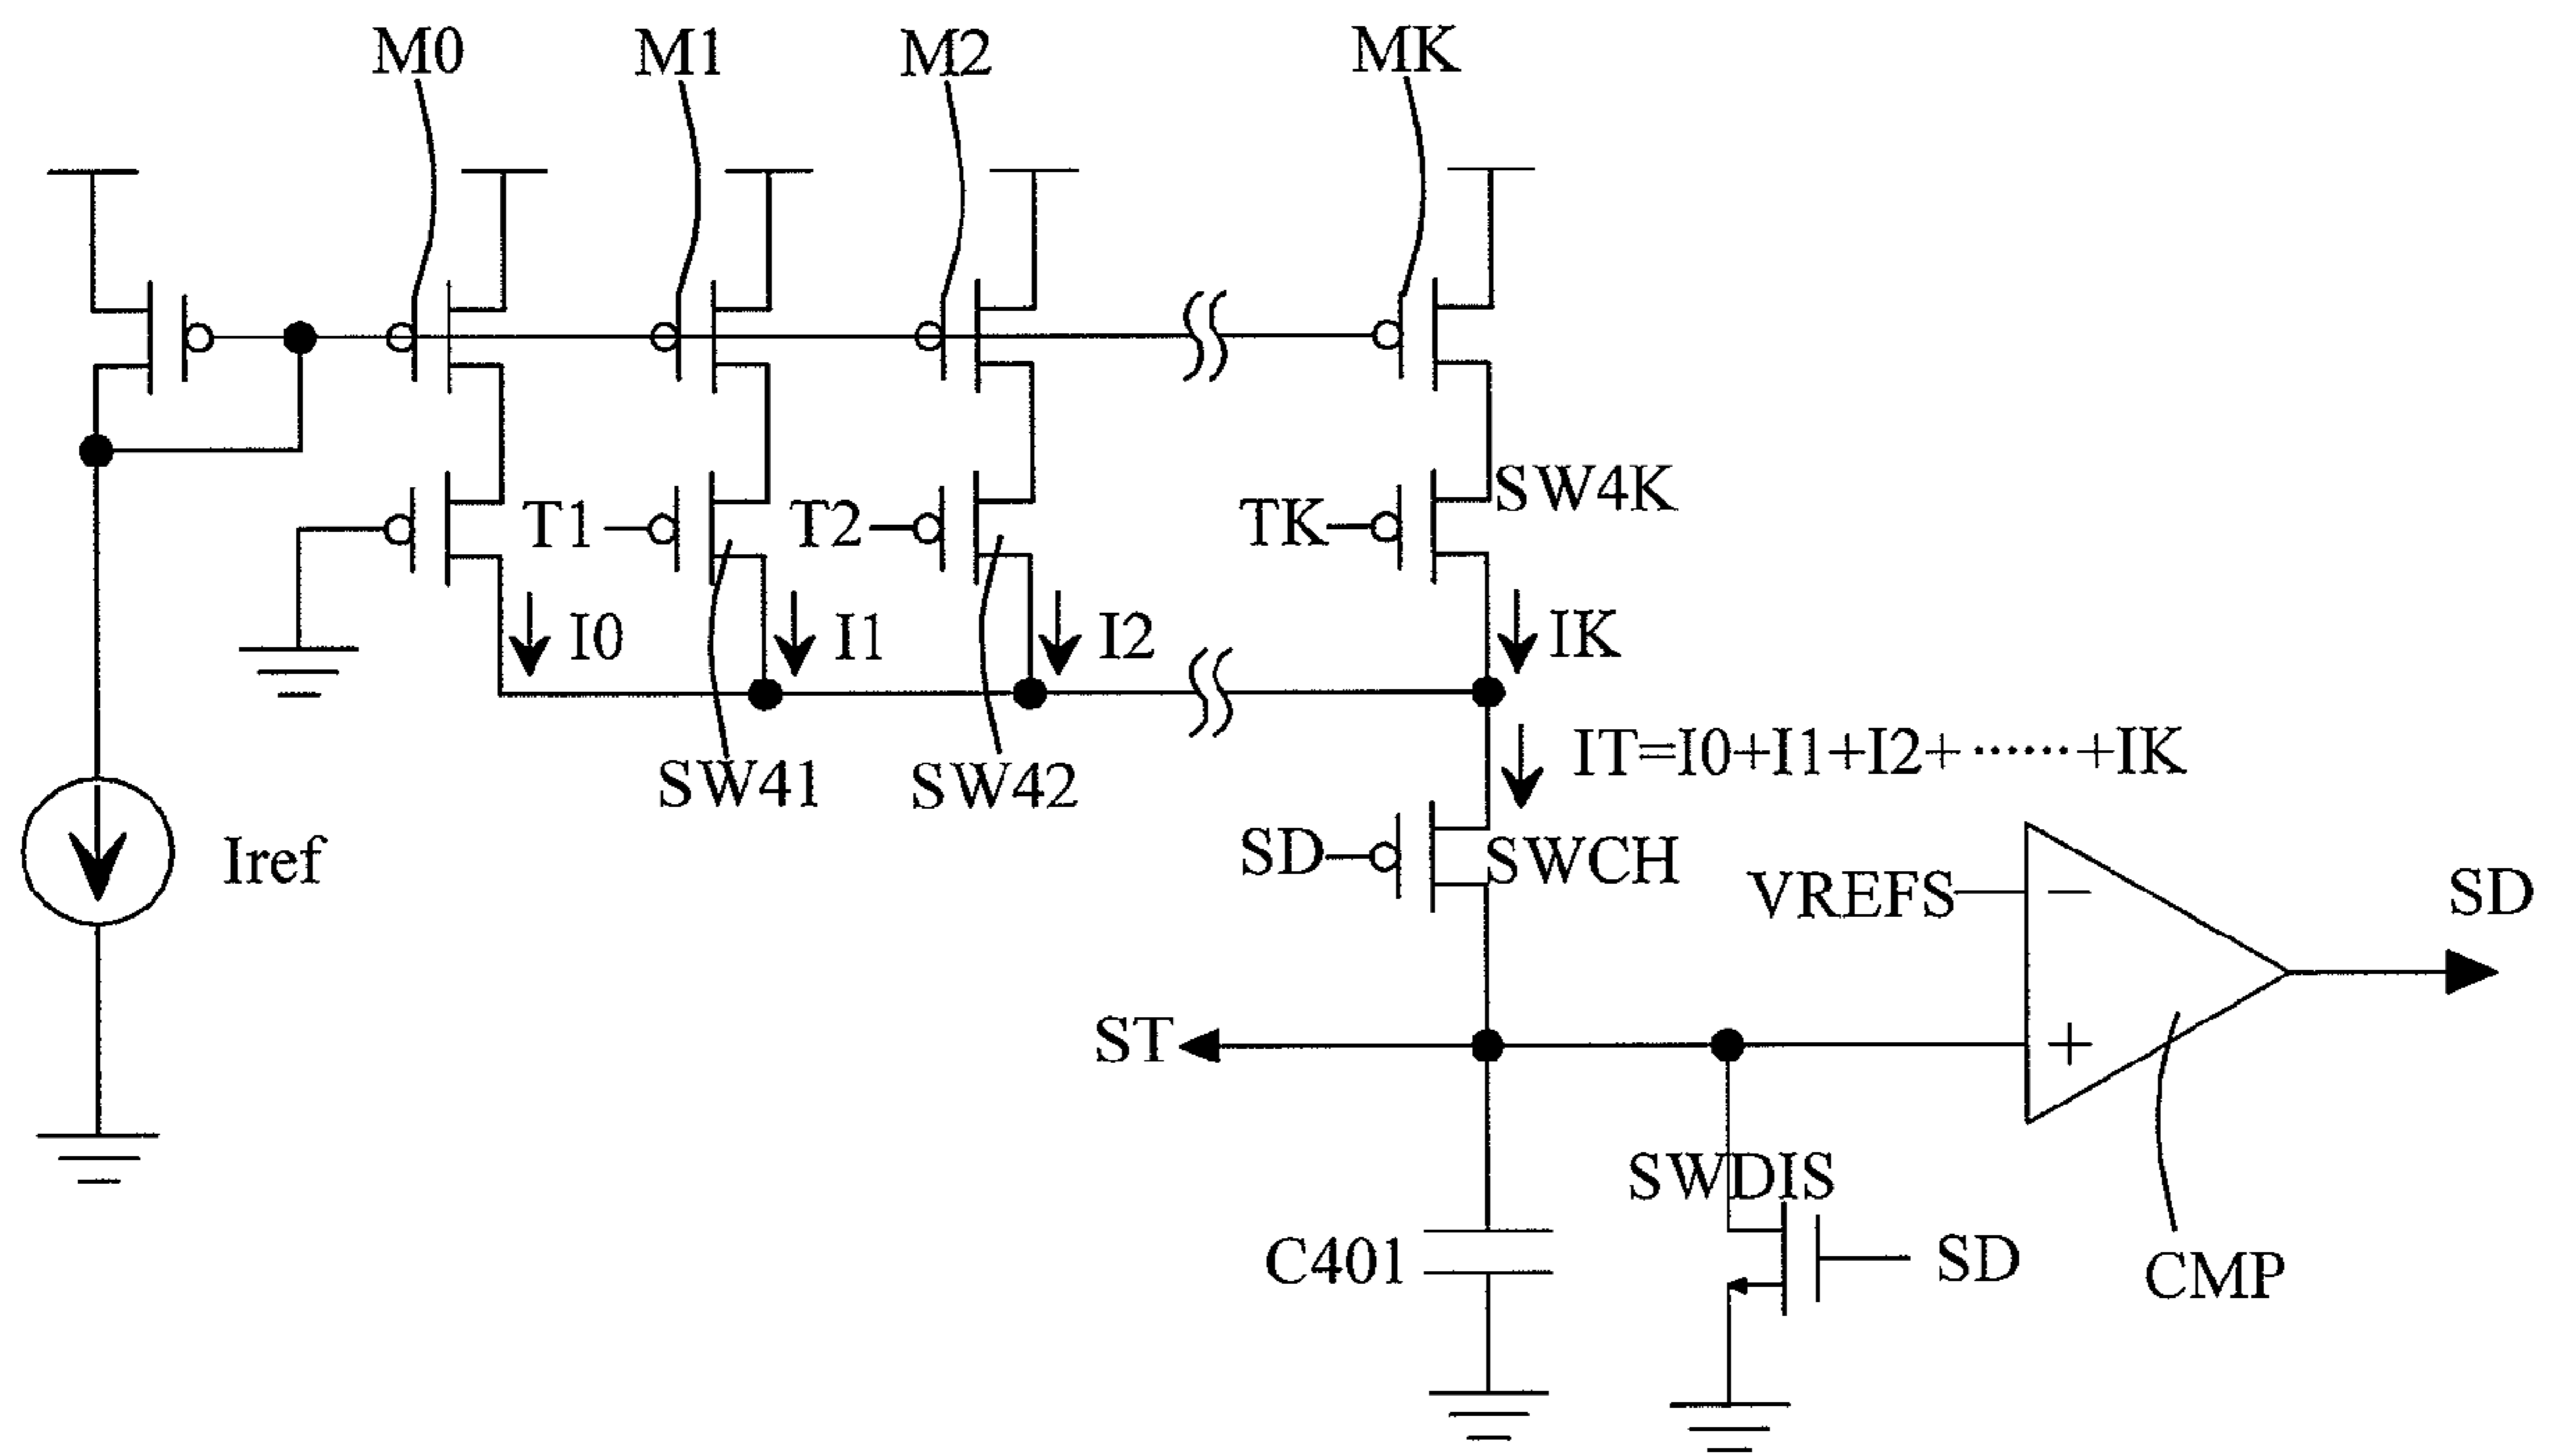 M0 M1 M2 MK
SW4K
T1 T2 TK
I0 I1 I2 IK
IT=I0+I1+I2+······+IK
SW41 SW42
Iref
SD SWCH
VREFS − SD
ST +
SWDIS
C401 SD CMP